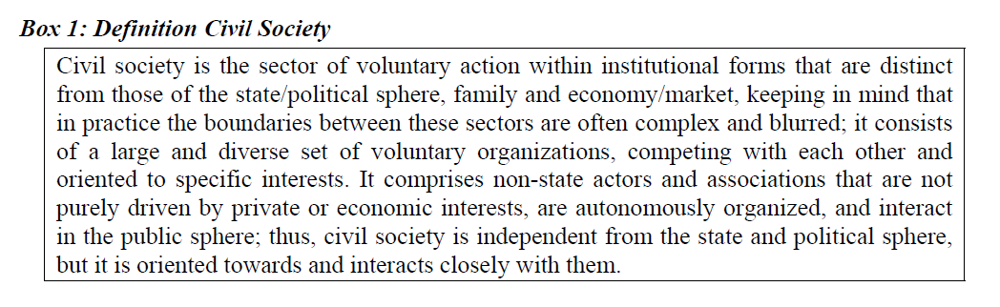 Box 1: Definition Civil Society
Civil society is the sector of voluntary action within institutional forms that are distinct
from those of the state/political sphere, family and economy/market, keeping in mind that
in practice the boundaries between these sectors are often complex and blurred; it consists
of a large and diverse set of voluntary organizations, competing with each other and
oriented to specific interests. It comprises non-state actors and associations that are not
purely driven by private or economic interests, are autonomously organized, and interact
in the public sphere; thus, civil society is independent from the state and political sphere,
but it is oriented towards and interacts closely with them.